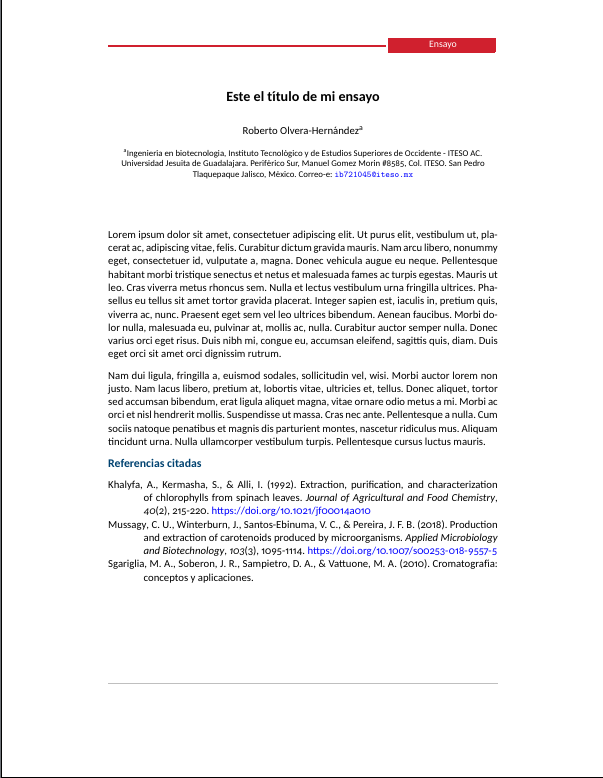 Ensayo
Este el título de mi ensayo
Roberto Olvera-Hernándezª
ªIngeniería en biotecnologia, Instituto Tecnológico y de Estudios Superiores de Occidente - ITESO AC.
Universidad Jesuita de Guadalajara. Periférico Sur, Manuel Gomez Morin #8585, Col. ITESO. San Pedro
Tlaquepaque Jalisco, México. Correo-e: ib721045@iteso.mx
Lorem ipsum dolor sit amet, consectetuer adipiscing elit. Ut purus elit, vestibulum ut, pla-
cerat ac, adipiscing vitae, felis. Curabitur dictum gravida mauris. Nam arcu libero, nonummy
eget, consectetuer id, vulputate a, magna. Donec vehicula augue eu neque. Pellentesque
habitant morbi tristique senectus et netus et malesuada fames ac turpis egestas. Mauris ut
leo. Cras viverra metus rhoncus sem. Nulla et lectus vestibulum urna fringilla ultrices. Pha-
sellus eu tellus sit amet tortor gravida placerat. Integer sapien est, iaculis in, pretium quis,
viverra ac, nunc. Praesent eget sem vel leo ultrices bibendum. Aenean faucibus. Morbi do-
lor nulla, malesuada eu, pulvinar at, mollis ac, nulla. Curabitur auctor semper nulla. Donec
varius orci eget risus. Duis nibh mi, congue eu, accumsan eleifend, sagittis quis, diam. Duis
eget orci sit amet orci dignissim rutrum.
Nam dui ligula, fringilla a, euismod sodales, sollicitudin vel, wisi. Morbi auctor lorem non
justo. Nam lacus libero, pretium at, lobortis vitae, ultricies et, tellus. Donec aliquet, tortor
sed accumsan bibendum, erat ligula aliquet magna, vitae ornare odio metus a mi. Morbi ac
orci et nisl hendrerit mollis. Suspendisse ut massa. Cras nec ante. Pellentesque a nulla. Cum
sociis natoque penatibus et magnis dis parturient montes, nascetur ridiculus mus. Aliquam
tincidunt urna. Nulla ullamcorper vestibulum turpis. Pellentesque cursus luctus mauris.
Referencias citadas
Khalyfa, A., Kermasha, S., & Alli, I. (1992). Extraction, purification, and characterization
of chlorophylls from spinach leaves. Journal of Agricultural and Food Chemistry,
40(2), 215-220. https://doi.org/10.1021/jf00014a010
Mussagy, C. U., Winterburn, J., Santos-Ebinuma, V. C., & Pereira, J. F. B. (2018). Production
and extraction of carotenoids produced by microorganisms. Applied Microbiology
and Biotechnology, 103(3), 1095-1114. https://doi.org/10.1007/s00253-018-9557-5
Sgariglia, M. A., Soberon, J. R., Sampietro, D. A., & Vattuone, M. A. (2010). Cromatografia:
conceptos y aplicaciones.